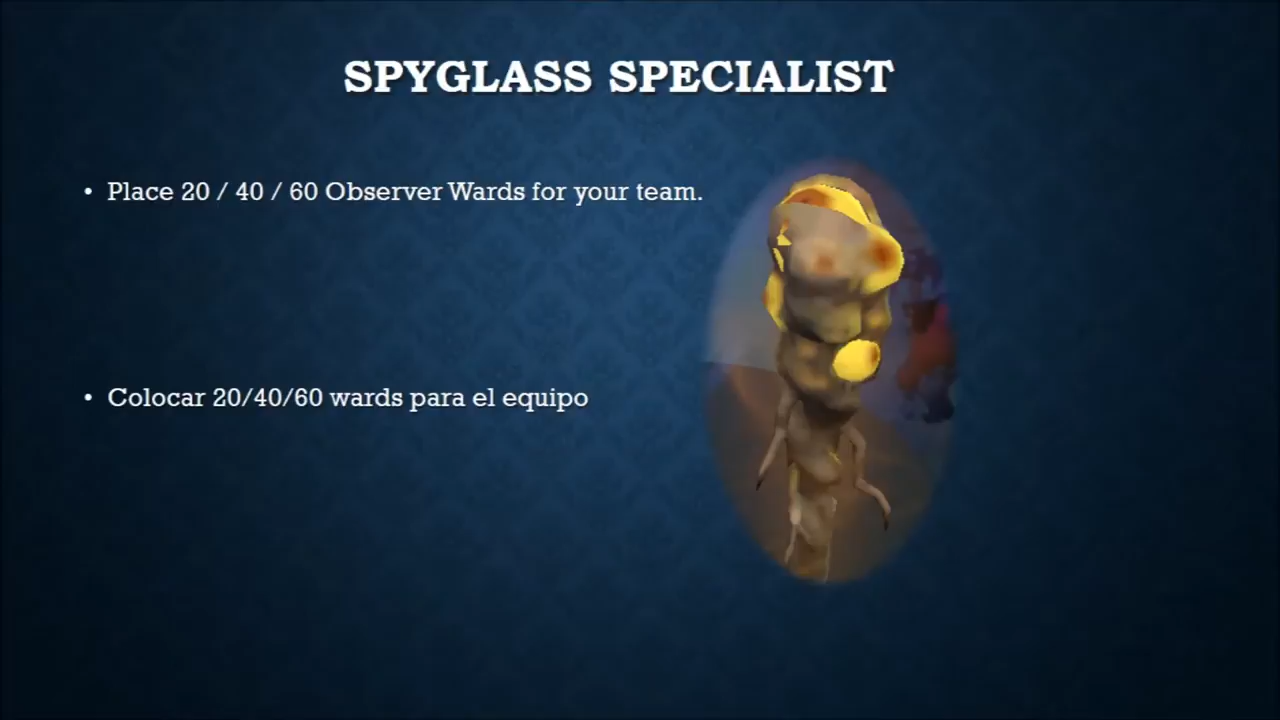 SPYGLASS SPECIALIST
• Place 20 / 40 / 60 Observer Wards for your team.
• Colocar 20/40/60 wards para el equipo